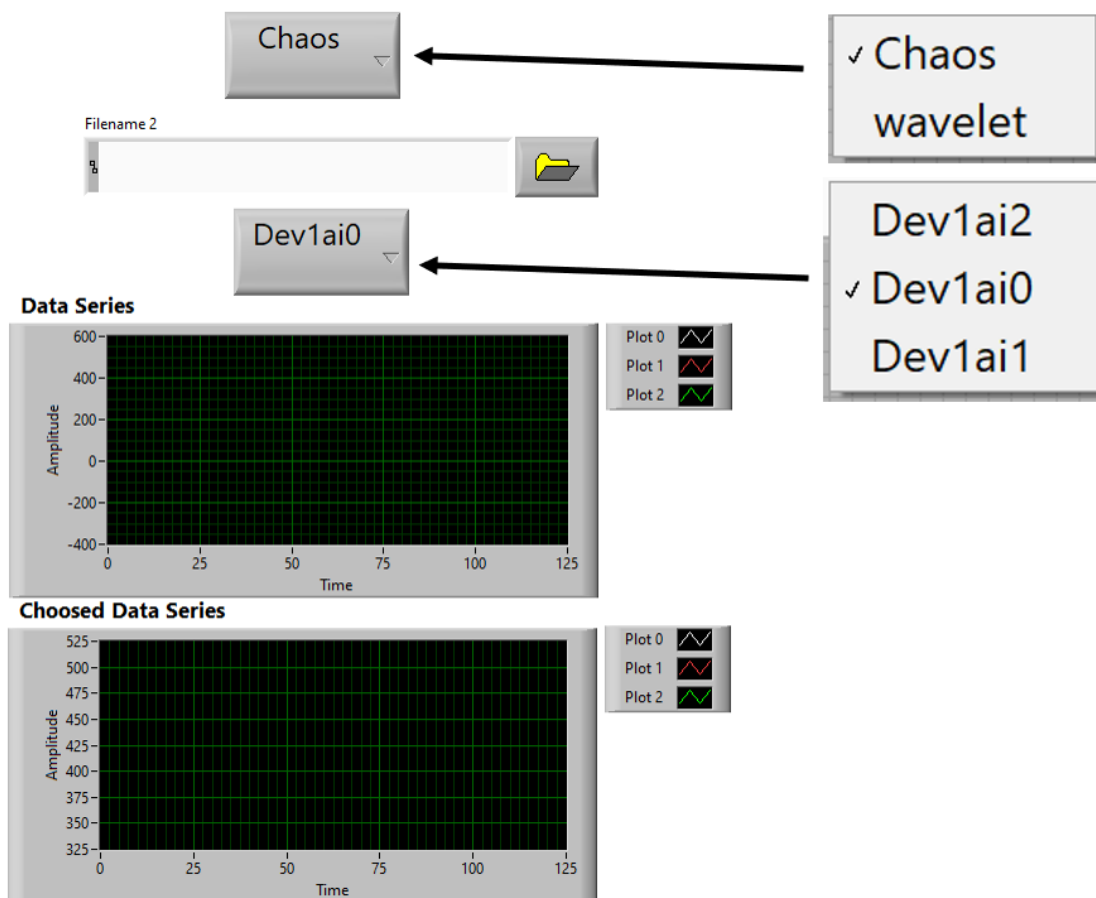 Chaos
✓ Chaos
wavelet
Filename 2
Dev1ai0
Dev1ai2
✓ Dev1ai0
Dev1ai1
Data Series
600
400
200
0
-200
-400
Amplitude
0 25 50 75 100 125
Time
Plot 0
Plot 1
Plot 2
Choosed Data Series
525
500
475
450
425
400
375
350
325
Amplitude
0 25 50 75 100 125
Time
Plot 0
Plot 1
Plot 2